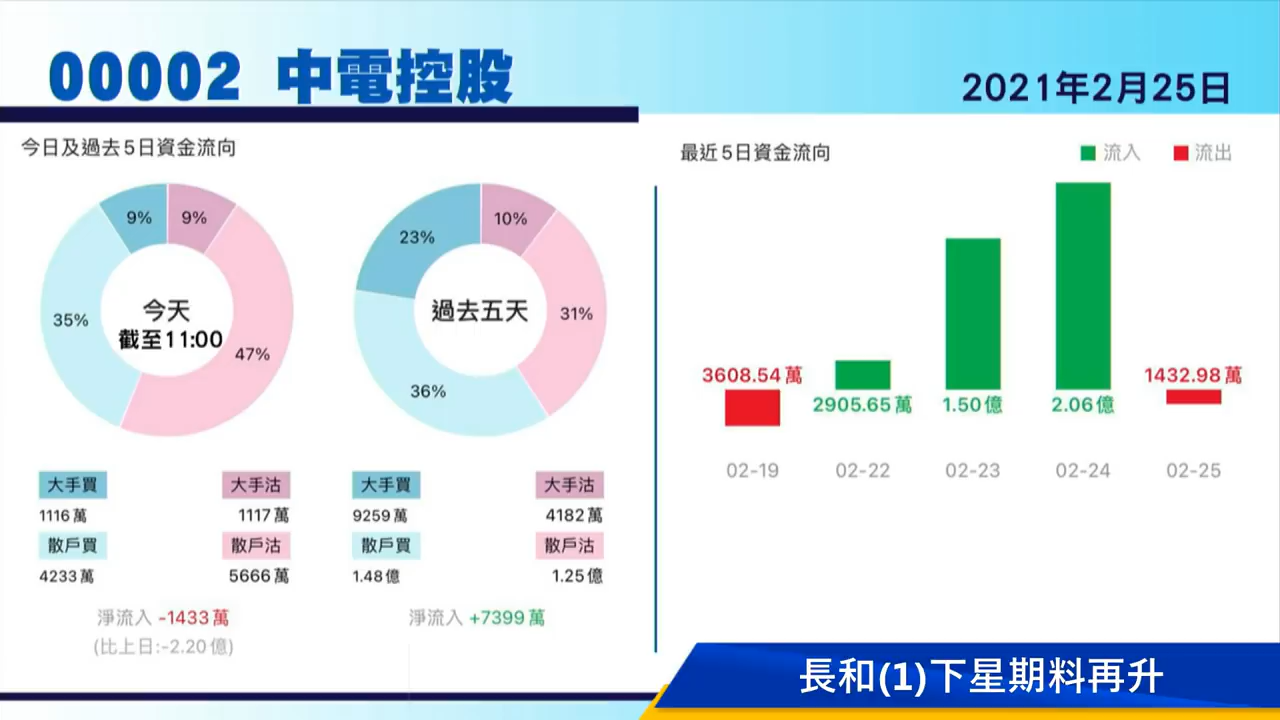 00002 中電控股
2021年2月25日
今日及過去5日資金流向
9%
9%
35%
47%
今天
截至11:00
23%
10%
31%
36%
過去五天
大手買
大手沽
1116萬
1117萬
散戶買
散戶沽
4233萬
5666萬
淨流入 -1433萬
(比上日:-2.20億)
大手買
大手沽
9259萬
4182萬
散戶買
散戶沽
1.48億
1.25億
淨流入 +7399萬
最近5日資金流向
流入
流出
3608.54萬
2905.65萬
1.50億
2.06億
1432.98萬
02-19
02-22
02-23
02-24
02-25
長和(1)下星期料再升